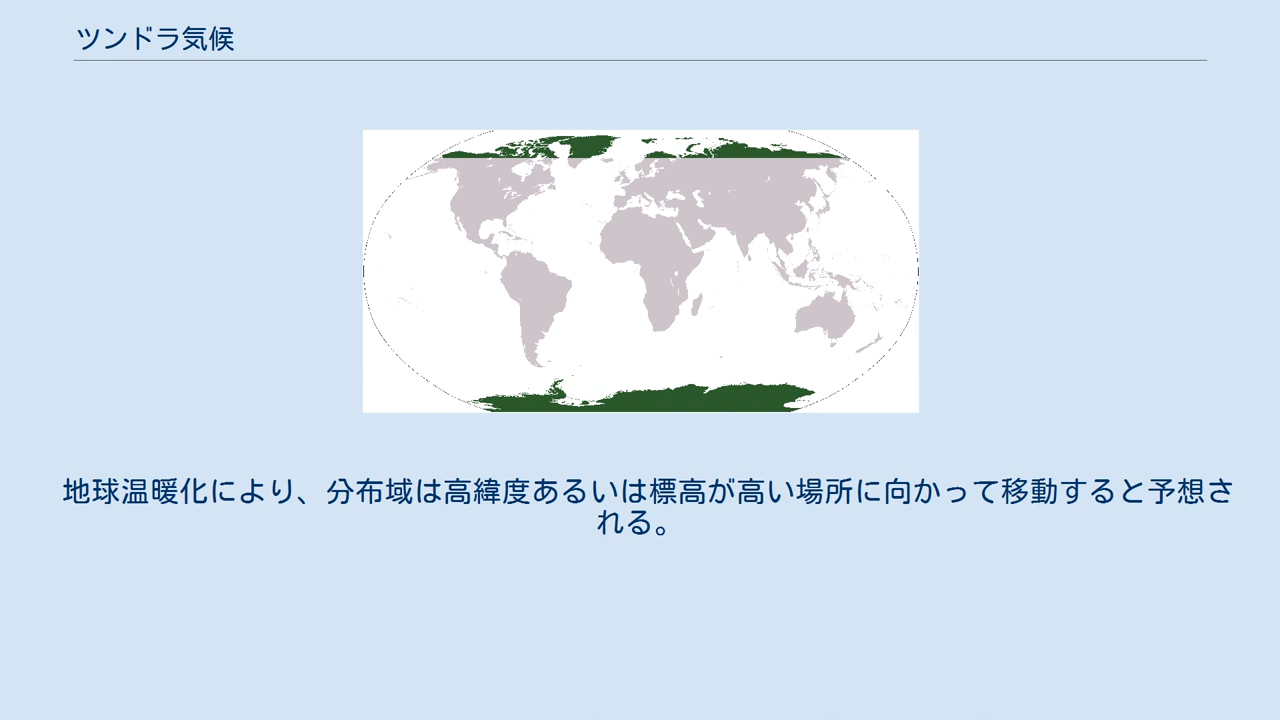 ツンドラ気候
地球温暖化により、分布域は高緯度あるいは標高が高い場所に向かって移動すると予想さ
れる。